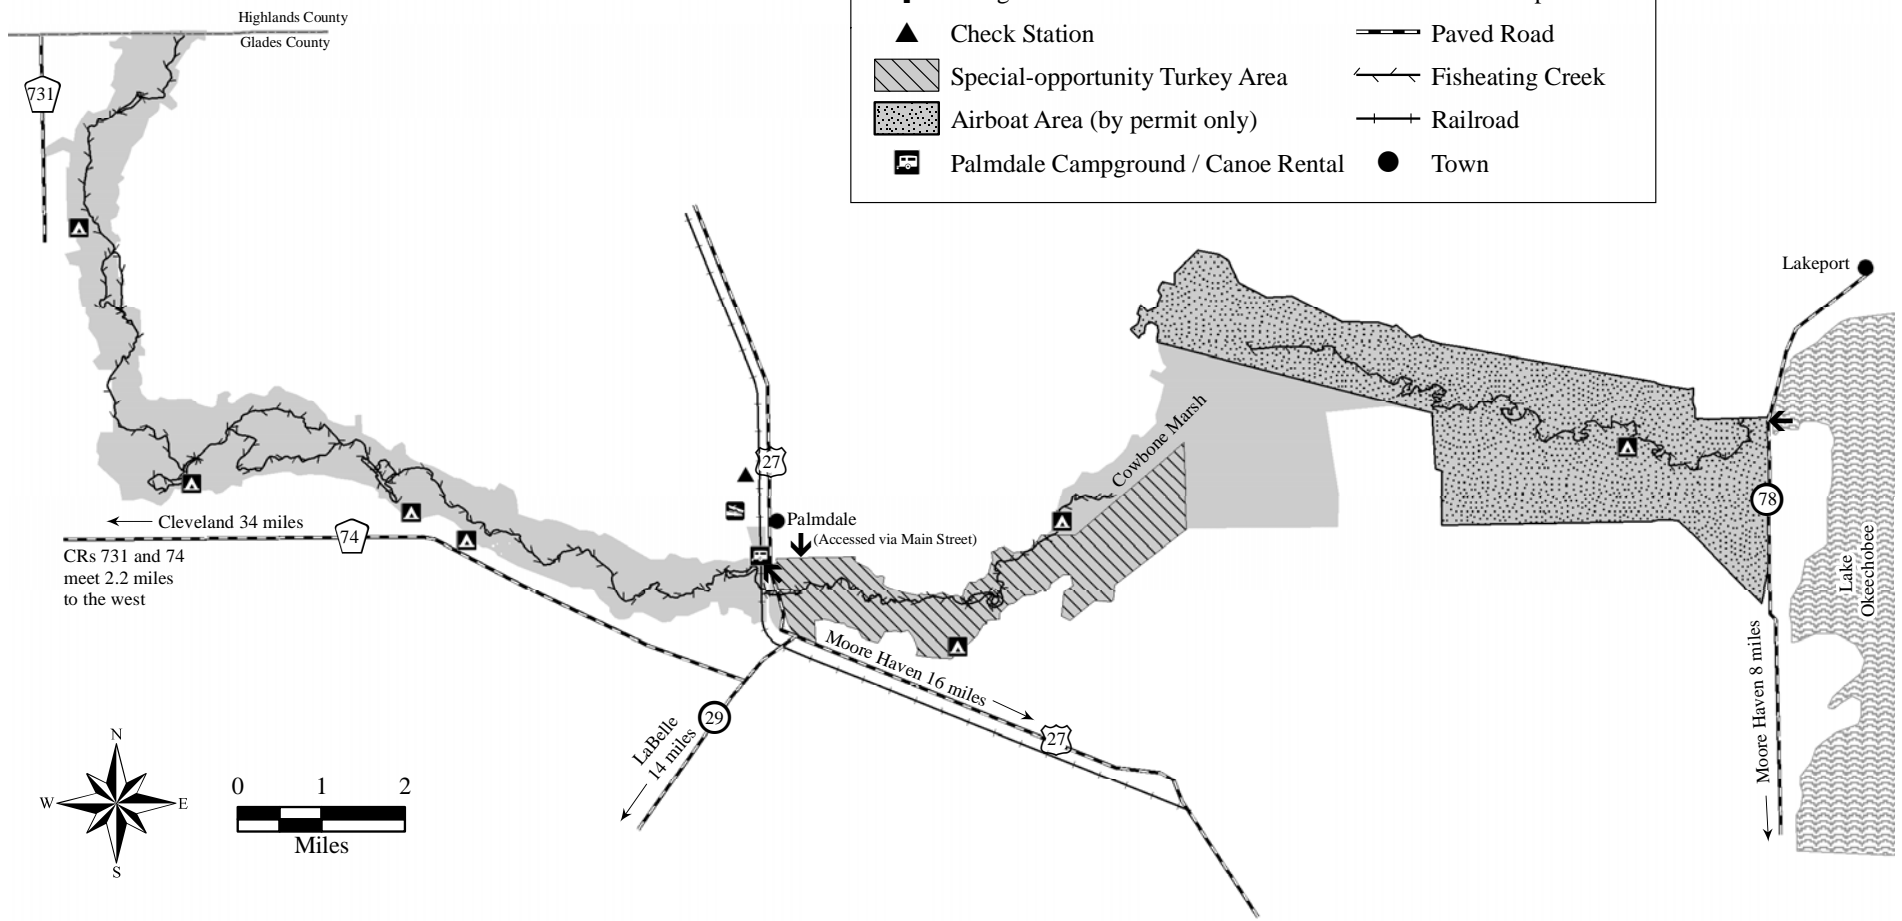 Highlands County
Glades County
Check Station
Paved Road
731
Special-opportunity Turkey Area
Fisheating Creek
Airboat Area (by permit only)
Railroad
Palmdale Campground / Canoe Rental
Town
Lakeport
Cowbone Marsh
27
78
Cleveland 34 miles
74
Palmdale
(Accessed via Main Street)
CRs 731 and 74
meet 2.2 miles
to the west
Lake
Okeechobee
Moore Haven 16 miles
Moore Haven 8 miles
29
LaBelle
14 miles
27
N
W
E
S
0 1 2
Miles